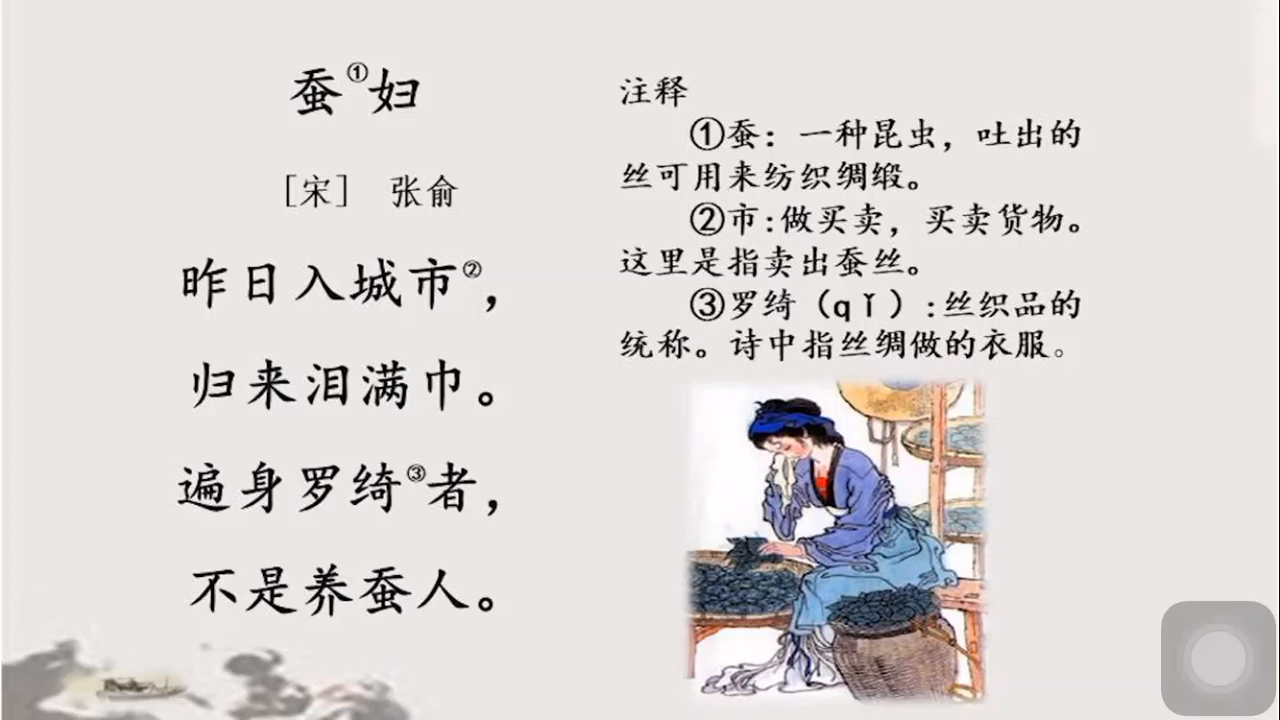 蚕①妇
［宋］ 张俞
昨日入城市②，
归来泪满巾。
遍身罗绮③者，
不是养蚕人。
注释
①蚕：一种昆虫，吐出的
丝可用来纺织绸缎。
②市：做买卖，买卖货物。
这里是指卖出蚕丝。
③罗绮（qǐ）：丝织品的
统称。诗中指丝绸做的衣服。